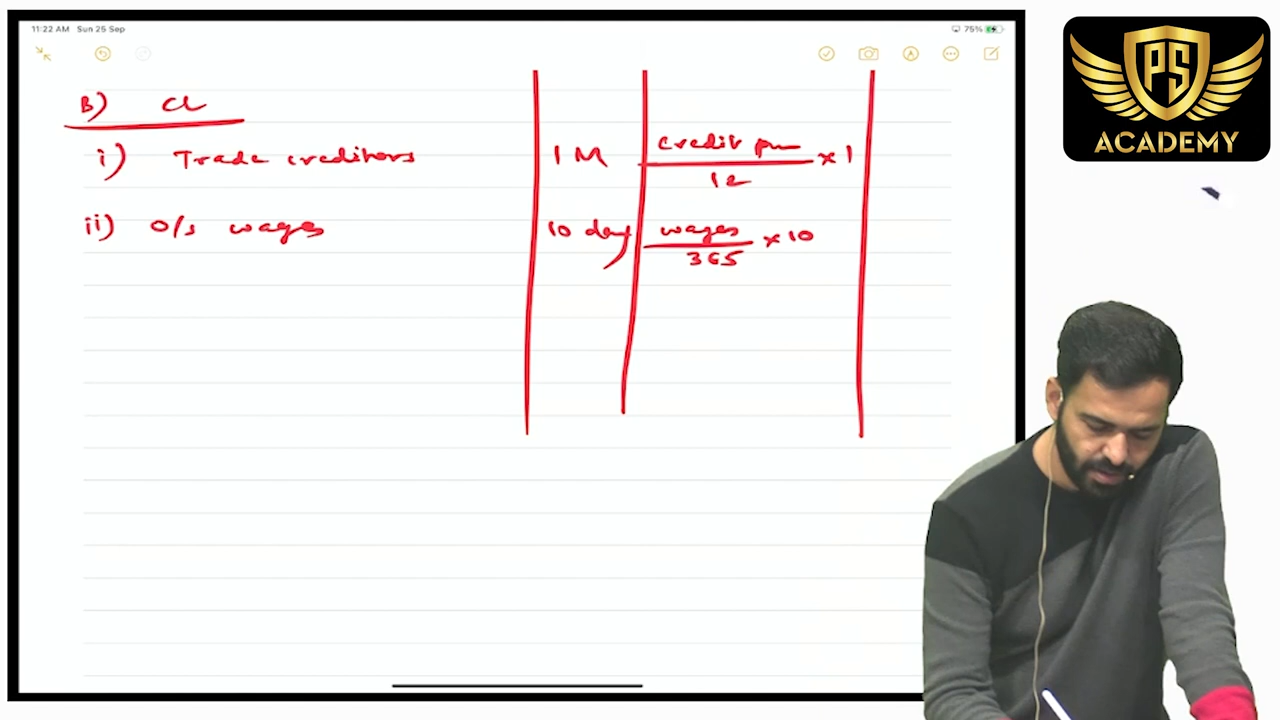 11:22 AM Sun 25 Sep
75%
PS
ACADEMY
B) CL
i) Trade creditors 1 M credit pur/12 x 1
ii) o/s wages 10 days wages/365 x 10